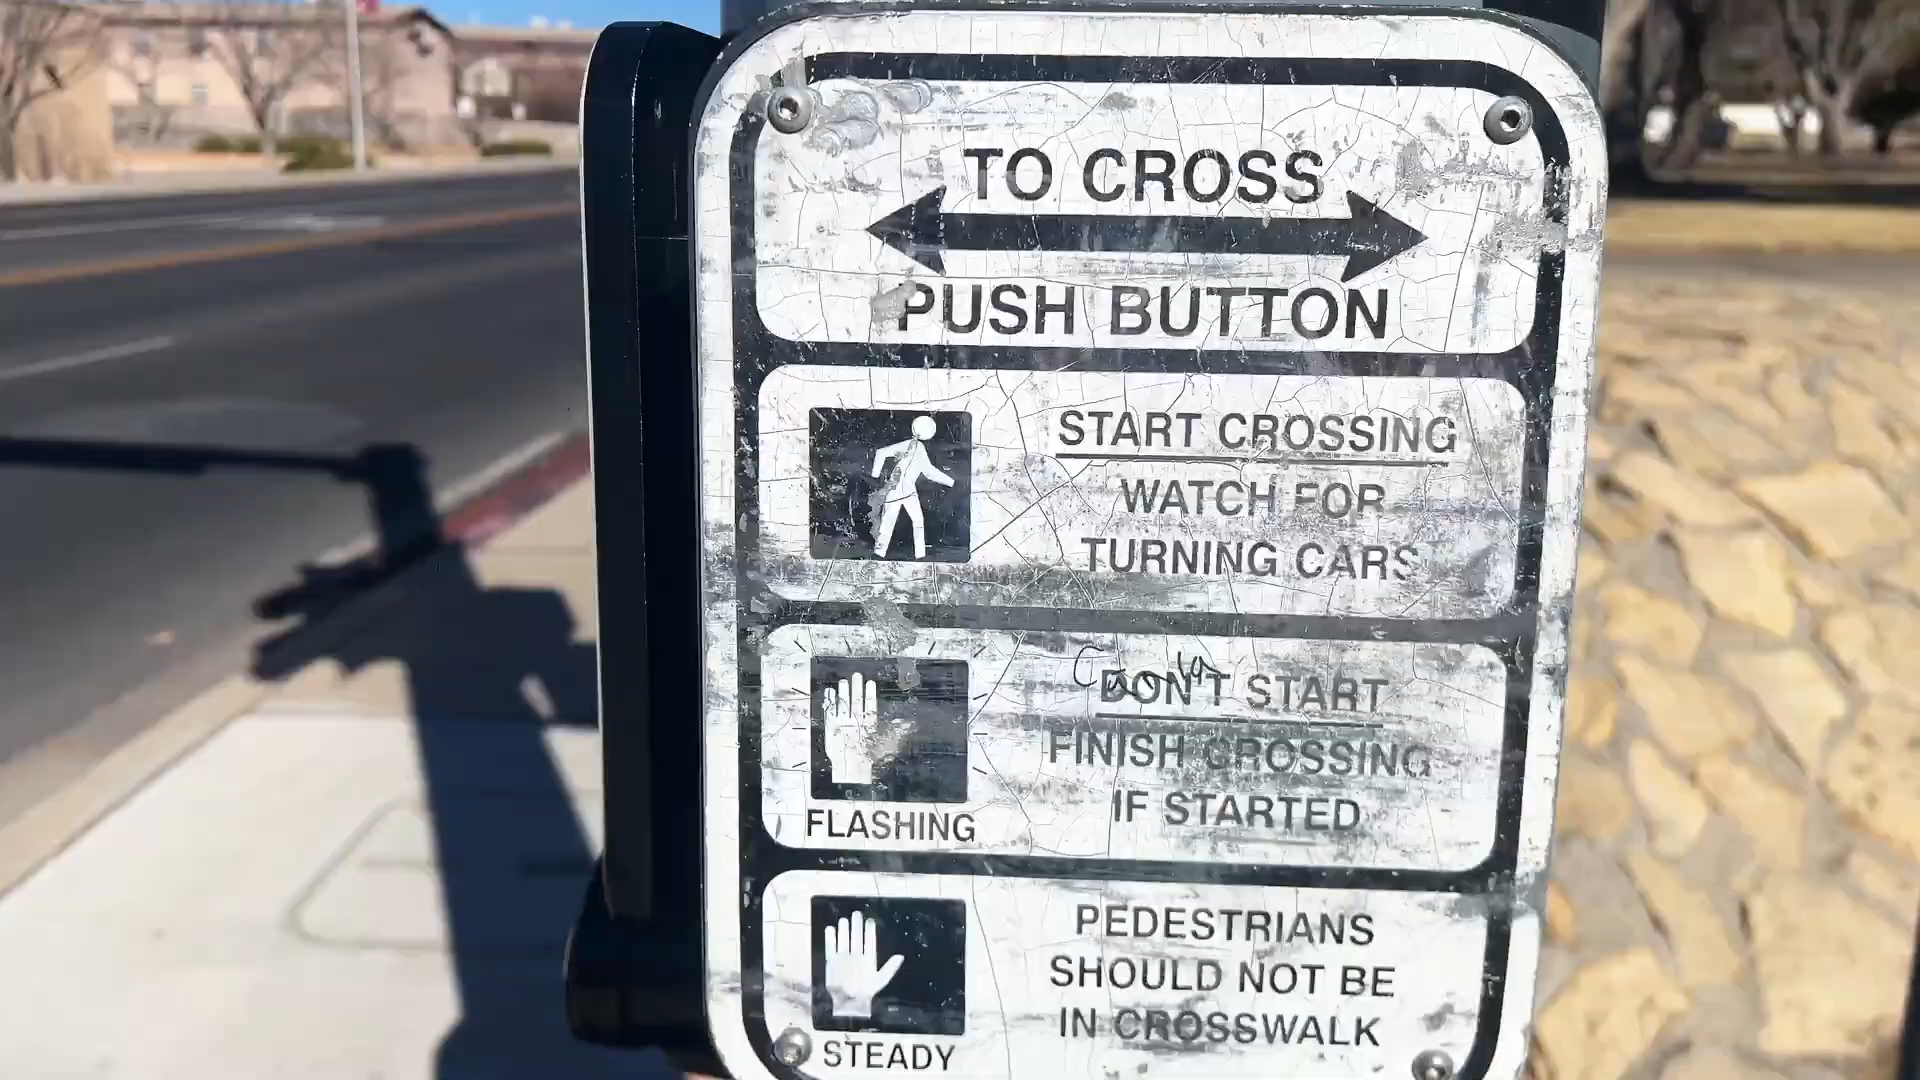 TO CROSS
PUSH BUTTON
START CROSSING
WATCH FOR
TURNING CARS
DON'T START
FINISH CROSSING
IF STARTED
FLASHING
PEDESTRIANS
SHOULD NOT BE
IN CROSSWALK
STEADY